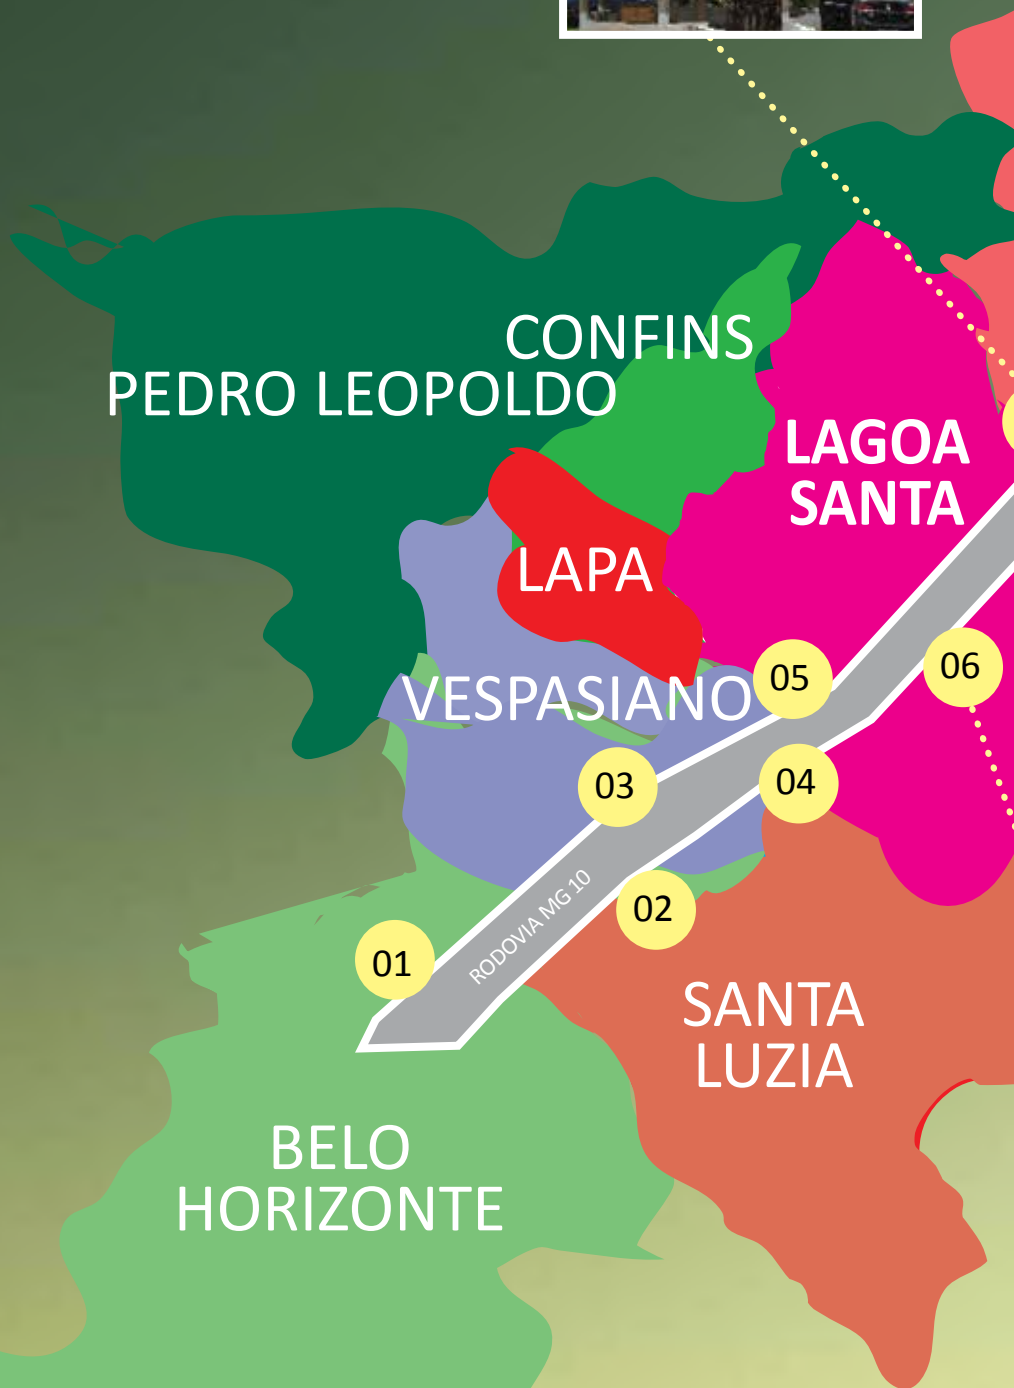 CONFINS
PEDRO LEOPOLDO
LAGOA
SANTA
LAPA
VESPASIANO
05
06
03
04
02
RODOVIA MG 10
01
SANTA
LUZIA
BELO
HORIZONTE